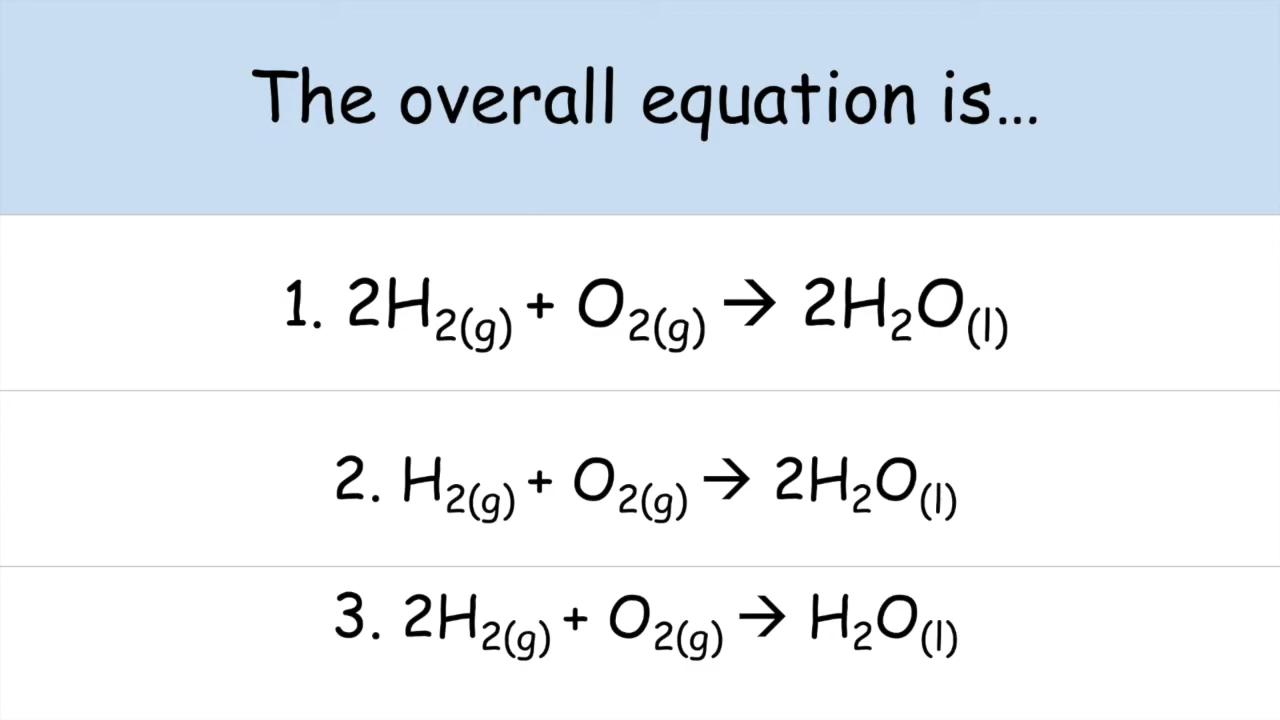 The overall equation is...
1. 2H₂(g) + O₂(g) → 2H₂O(l)
2. H₂(g) + O₂(g) → 2H₂O(l)
3. 2H₂(g) + O₂(g) → H₂O(l)